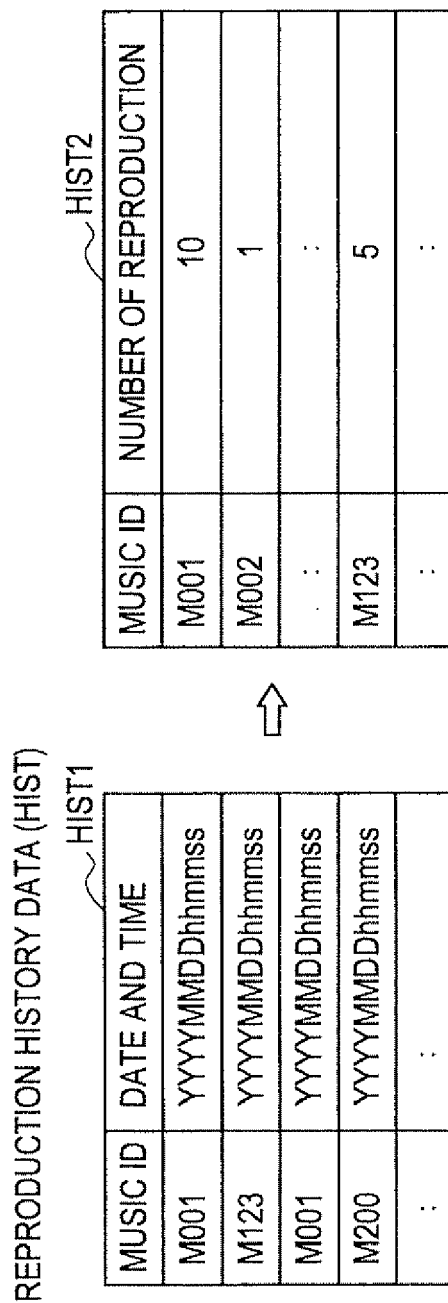 REPRODUCTION HISTORY DATA (HIST)
HIST1
MUSIC ID DATE AND TIME
M001 YYYYMMDDhhmmss
M123 YYYYMMDDhhmmss
M001 YYYYMMDDhhmmss
M200 YYYYMMDDhhmmss
: :
HIST2
MUSIC ID NUMBER OF REPRODUCTION
M001 10
M002 1
: :
M123 5
: :